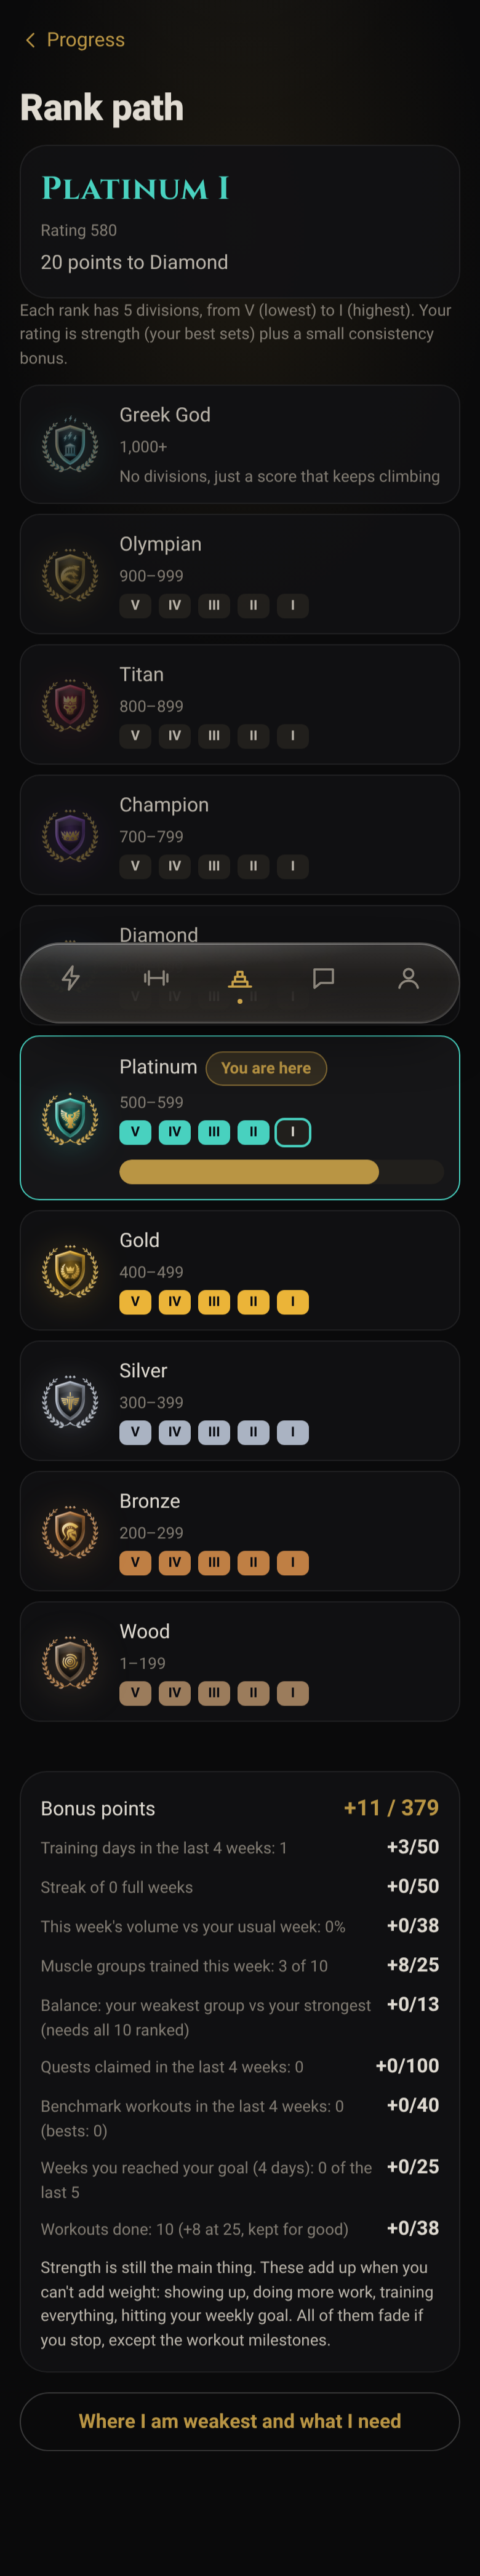 Progress
Rank path
PLATINUM I
Rating 580
20 points to Diamond
Each rank has 5 divisions, from V (lowest) to I (highest). Your
rating is strength (your best sets) plus a small consistency
bonus.
Greek God
1,000+
No divisions, just a score that keeps climbing
Olympian
900–999
V IV III II I
Titan
800–899
V IV III II I
Champion
700–799
V IV III II I
Diamond
V IV III II I
Platinum You are here
500–599
V IV III II I
Gold
400–499
V IV III II I
Silver
300–399
V IV III II I
Bronze
200–299
V IV III II I
Wood
1–199
V IV III II I
Bonus points +11 / 379
Training days in the last 4 weeks: 1 +3/50
Streak of 0 full weeks +0/50
This week's volume vs your usual week: 0% +0/38
Muscle groups trained this week: 3 of 10 +8/25
Balance: your weakest group vs your strongest +0/13
(needs all 10 ranked)
Quests claimed in the last 4 weeks: 0 +0/100
Benchmark workouts in the last 4 weeks: 0 +0/40
(bests: 0)
Weeks you reached your goal (4 days): 0 of the +0/25
last 5
Workouts done: 10 (+8 at 25, kept for good) +0/38
Strength is still the main thing. These add up when you
can't add weight: showing up, doing more work, training
everything, hitting your weekly goal. All of them fade if
you stop, except the workout milestones.
Where I am weakest and what I need